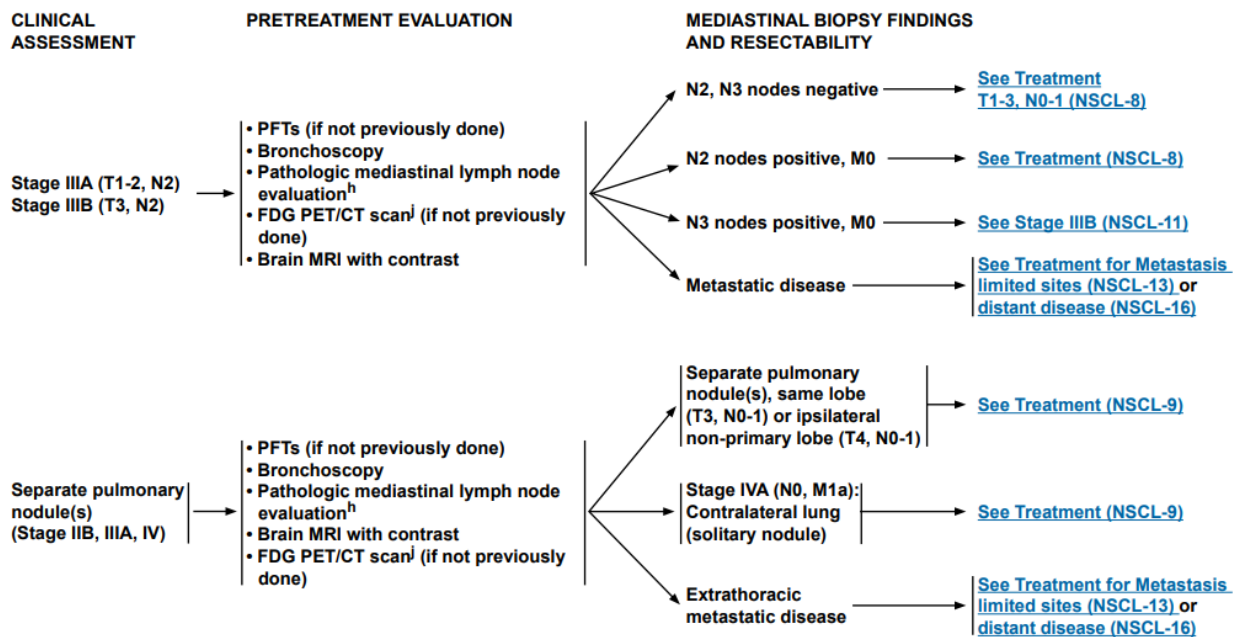 CLINICAL
ASSESSMENT
PRETREATMENT EVALUATION
MEDIASTINAL BIOPSY FINDINGS
AND RESECTABILITY
Stage IIIA (T1-2, N2)
Stage IIIB (T3, N2)
• PFTs (if not previously done)
• Bronchoscopy
• Pathologic mediastinal lymph node
evaluationh
• FDG PET/CT scanj (if not previously
done)
• Brain MRI with contrast
N2, N3 nodes negative
See Treatment
T1-3, N0-1 (NSCL-8)
N2 nodes positive, M0
See Treatment (NSCL-8)
N3 nodes positive, M0
See Stage IIIB (NSCL-11)
Metastatic disease
See Treatment for Metastasis
limited sites (NSCL-13) or
distant disease (NSCL-16)
Separate pulmonary
nodule(s)
(Stage IIB, IIIA, IV)
• PFTs (if not previously done)
• Bronchoscopy
• Pathologic mediastinal lymph node
evaluationh
• Brain MRI with contrast
• FDG PET/CT scanj (if not previously
done)
Separate pulmonary
nodule(s), same lobe
(T3, N0-1) or ipsilateral
non-primary lobe (T4, N0-1)
See Treatment (NSCL-9)
Stage IVA (N0, M1a):
Contralateral lung
(solitary nodule)
See Treatment (NSCL-9)
Extrathoracic
metastatic disease
See Treatment for Metastasis
limited sites (NSCL-13) or
distant disease (NSCL-16)